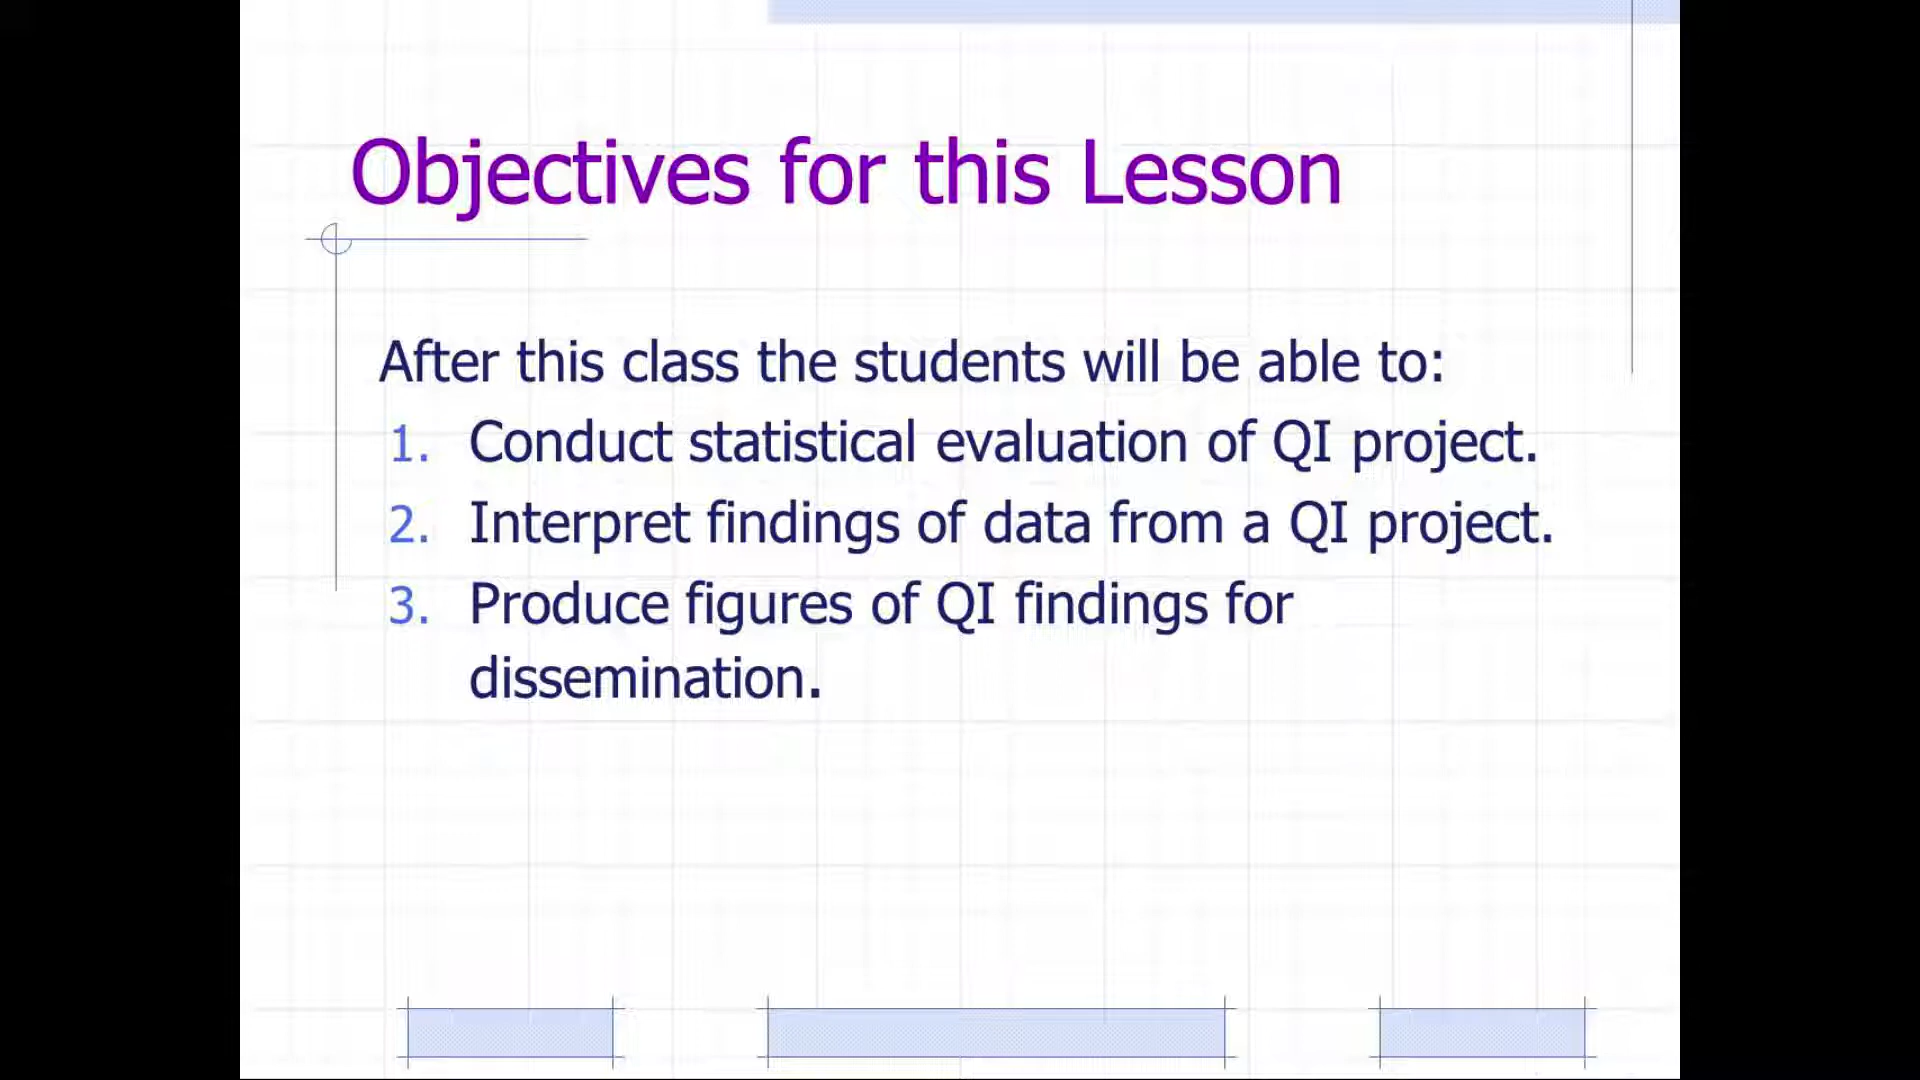 Objectives for this Lesson
After this class the students will be able to:
1. Conduct statistical evaluation of QI project.
2. Interpret findings of data from a QI project.
3. Produce figures of QI findings for
dissemination.